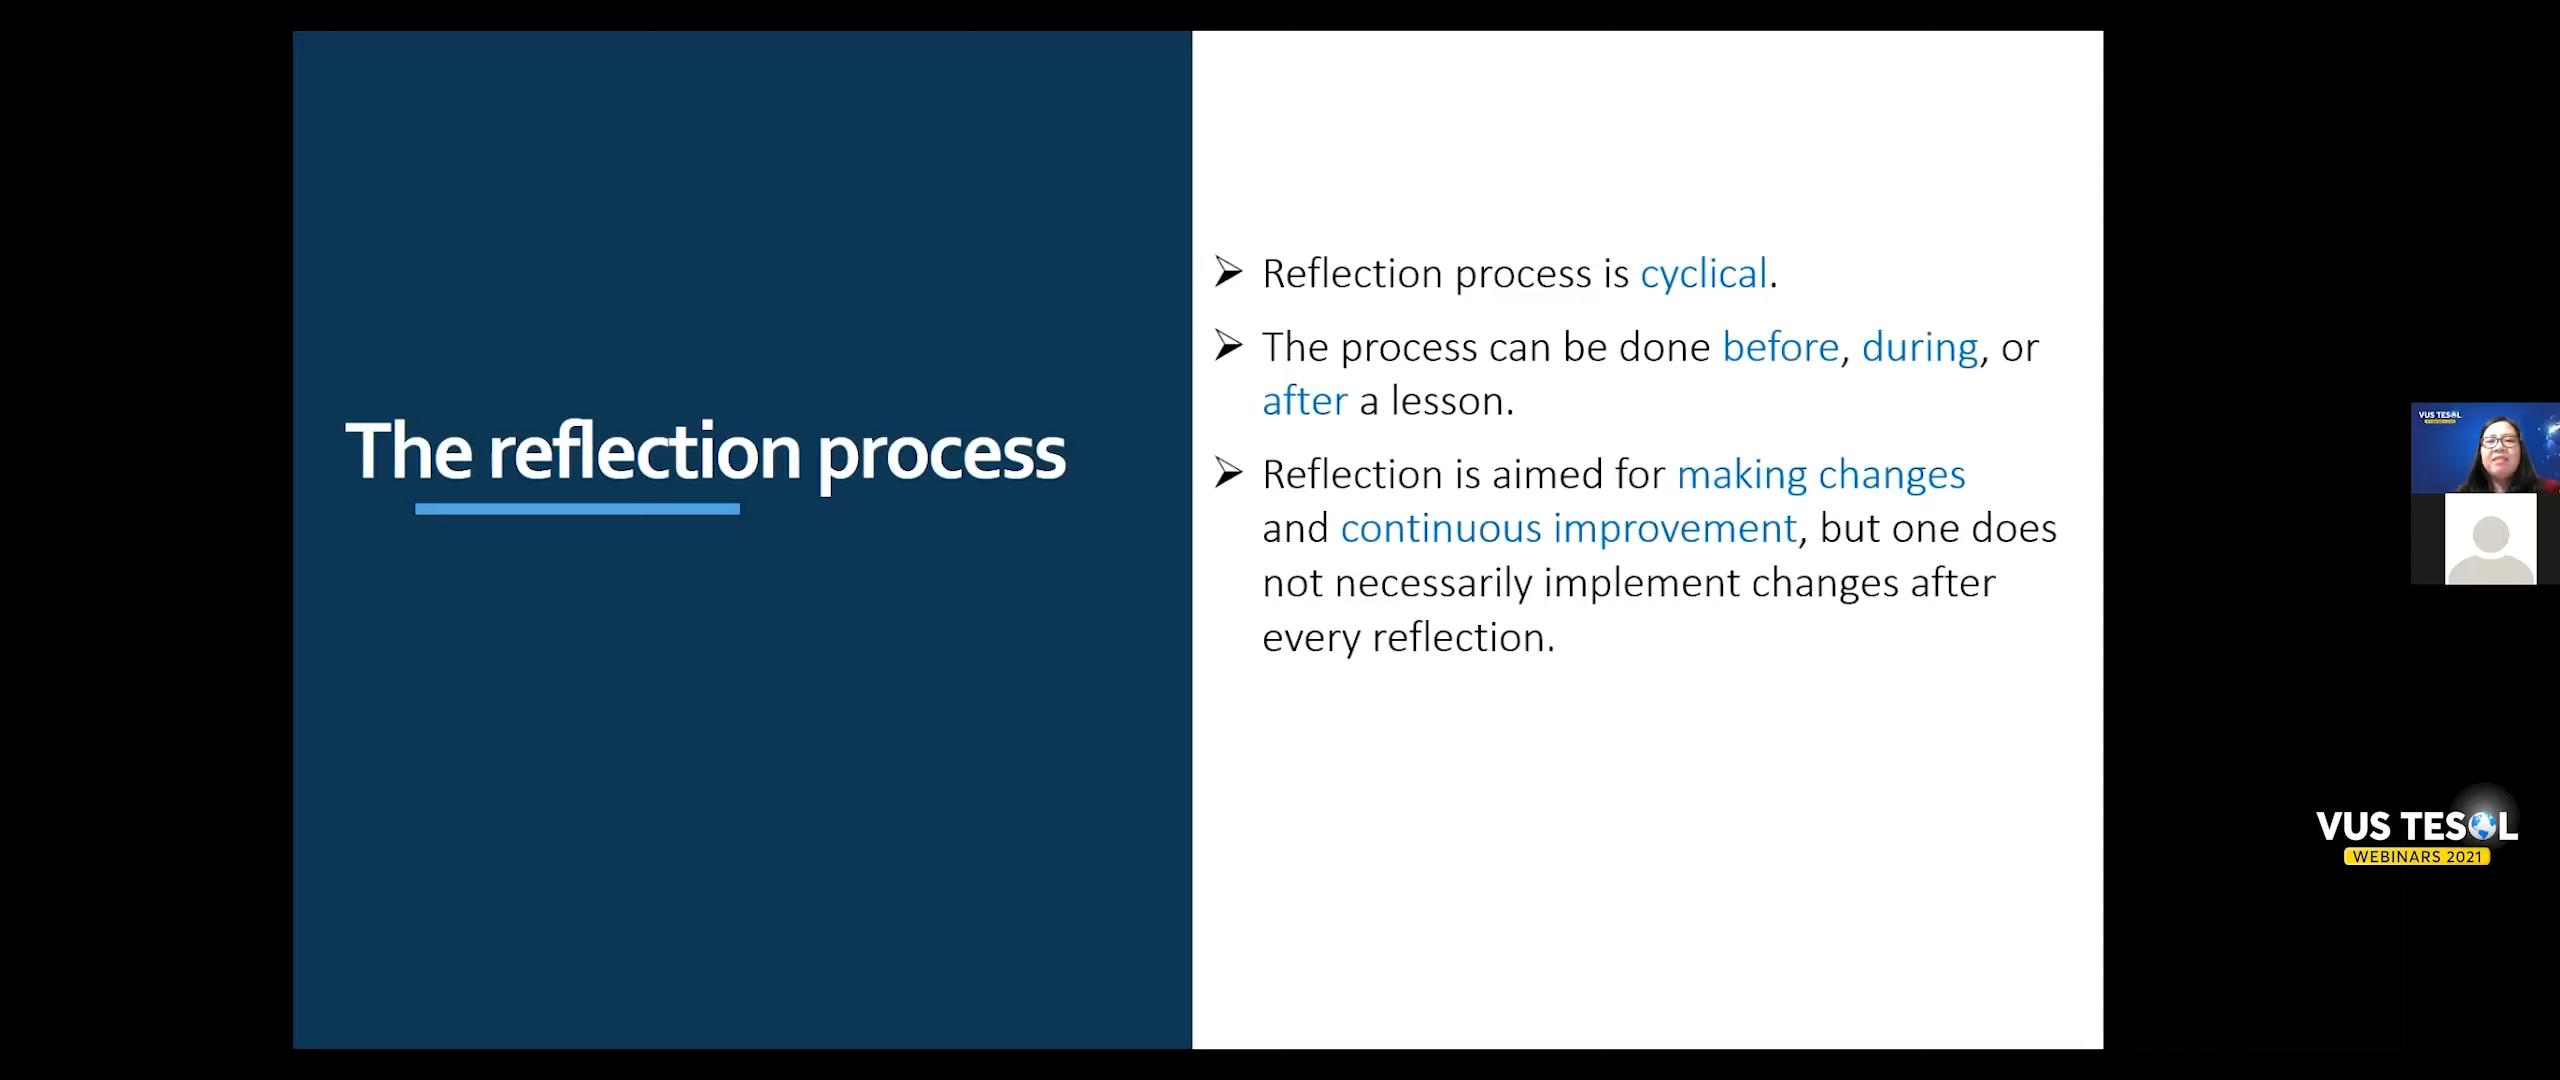 The reflection process
Reflection process is cyclical.
The process can be done before, during, or
after a lesson.
Reflection is aimed for making changes
and continuous improvement, but one does
not necessarily implement changes after
every reflection.
VUS TESOL
VUS TESOL
WEBINARS 2021